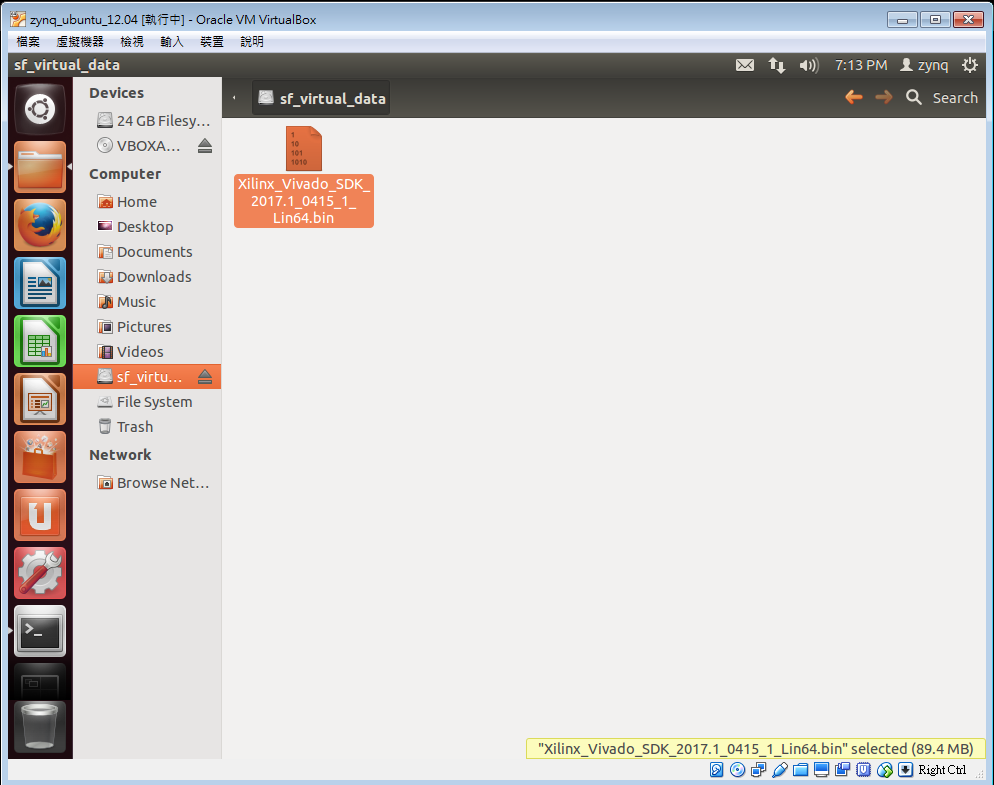 zynq_ubuntu_12.04 [執行中] - Oracle VM VirtualBox
檔案 虛擬機器 檢視 輸入 裝置 說明
sf_virtual_data 7:13 PM zynq
Devices
24 GB Filesy...
VBOXA...
Computer
Home
Desktop
Documents
Downloads
Music
Pictures
Videos
sf_virtu...
File System
Trash
Network
Browse Net...
sf_virtual_data
Search
1
10
101
1010
Xilinx_Vivado_SDK_
2017.1_0415_1_
Lin64.bin
"Xilinx_Vivado_SDK_2017.1_0415_1_Lin64.bin" selected (89.4 MB)
Right Ctrl